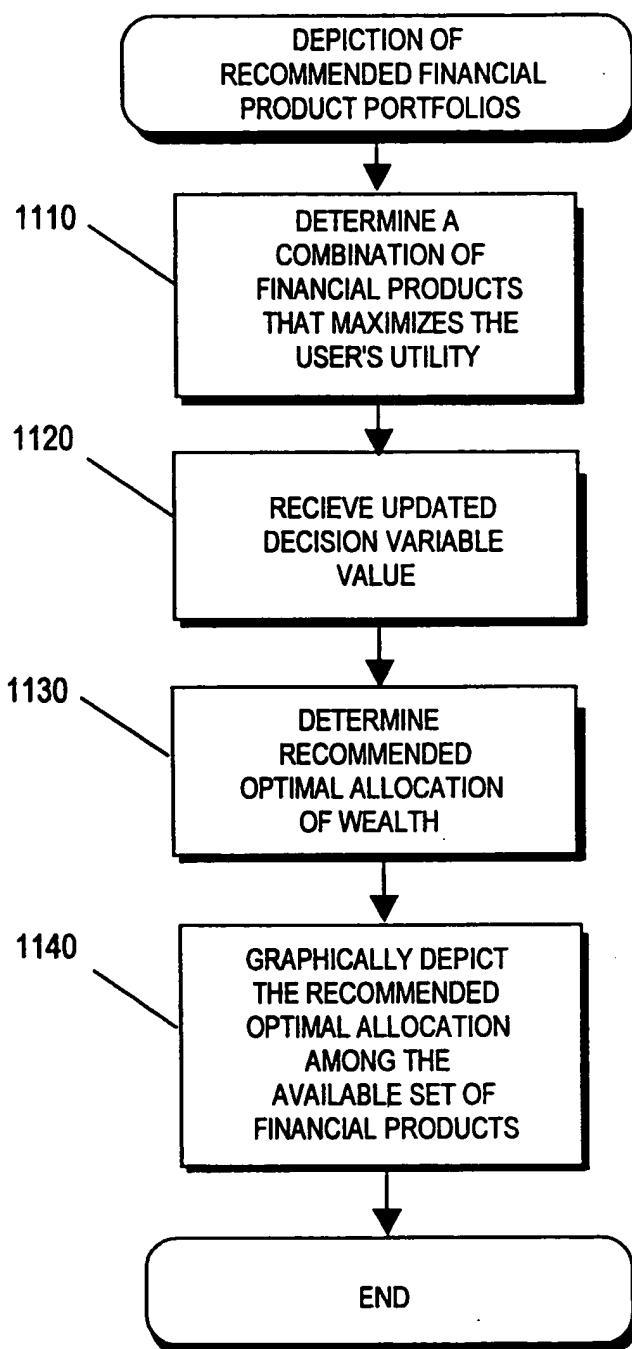 DEPICTION OF
RECOMMENDED FINANCIAL
PRODUCT PORTFOLIOS
1110
DETERMINE A
COMBINATION OF
FINANCIAL PRODUCTS
THAT MAXIMIZES THE
USER'S UTILITY
1120
RECIEVE UPDATED
DECISION VARIABLE
VALUE
1130
DETERMINE
RECOMMENDED
OPTIMAL ALLOCATION
OF WEALTH
1140
GRAPHICALLY DEPICT
THE RECOMMENDED
OPTIMAL ALLOCATION
AMONG THE
AVAILABLE SET OF
FINANCIAL PRODUCTS
END